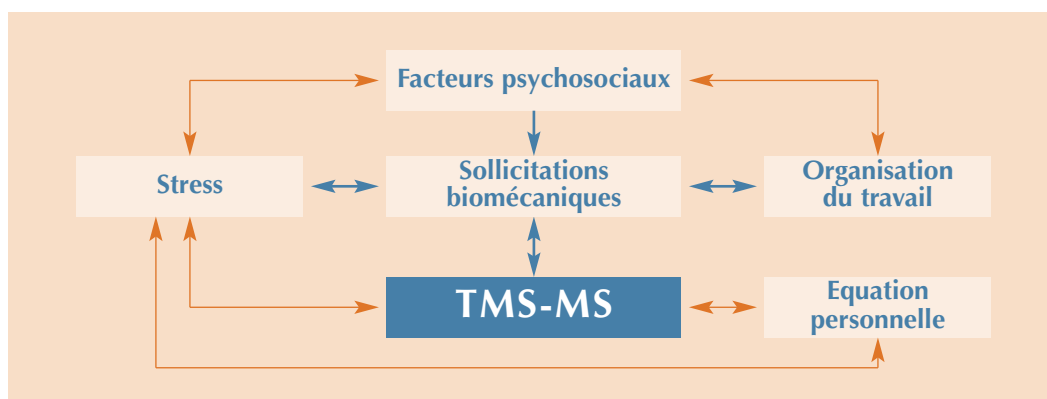 Facteurs psychosociaux
Stress
Sollicitations
biomécaniques
Organisation
du travail
TMS-MS
Equation
personnelle